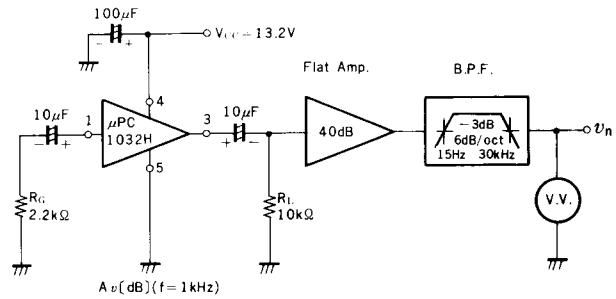 100μF
- +
VCC = 13.2V
Flat Amp.
B.P.F.
4
10μF
1
μPC
1032H
3
10μF
- +
+ -
5
40dB
-3dB
6dB/oct
15Hz 30kHz
vn
RG
2.2kΩ
RL
10kΩ
V.V.
Av[dB](f=1kHz)